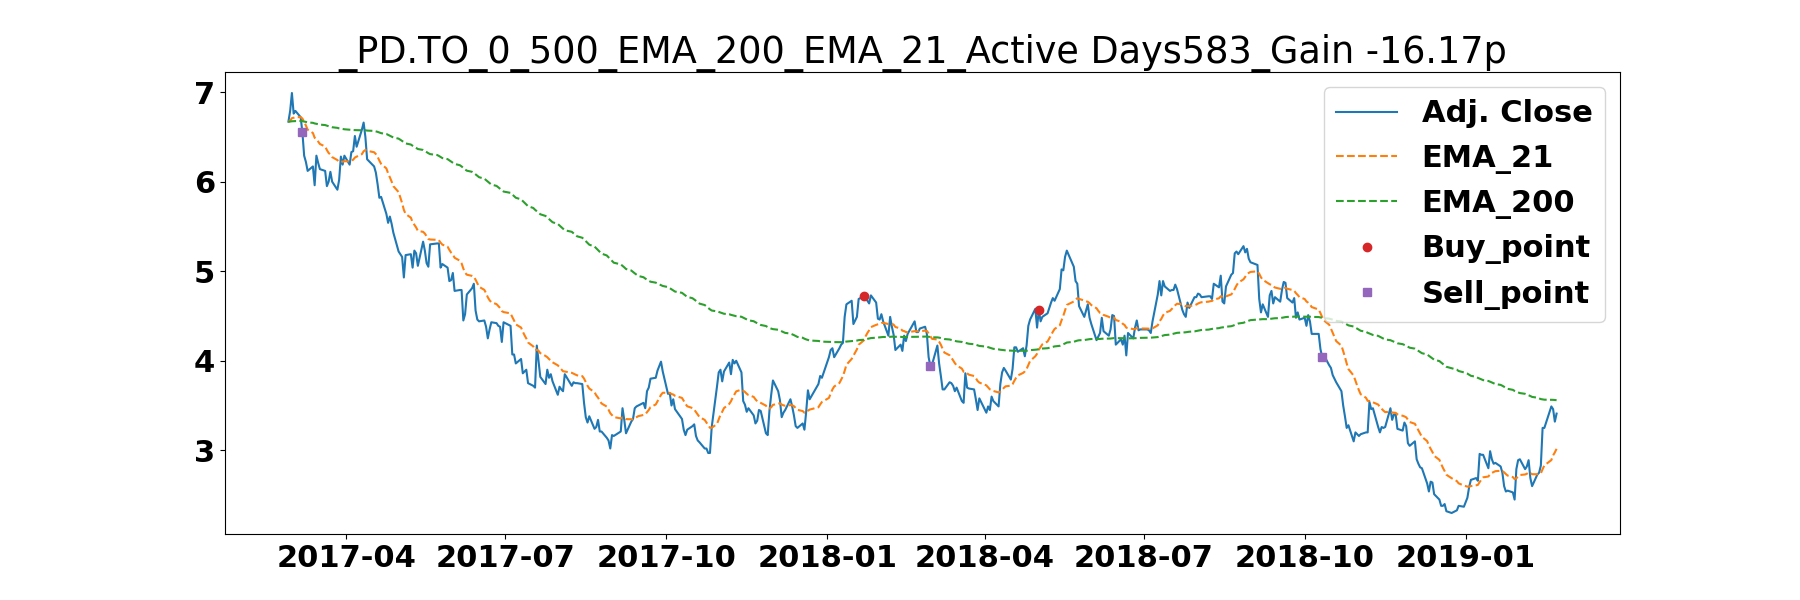 _PD.TO_0_500_EMA_200_EMA_21_Active Days583_Gain -16.17p
7
6
5
4
3
Adj. Close
EMA_21
EMA_200
Buy_point
Sell_point
2017-04 2017-07 2017-10 2018-01 2018-04 2018-07 2018-10 2019-01